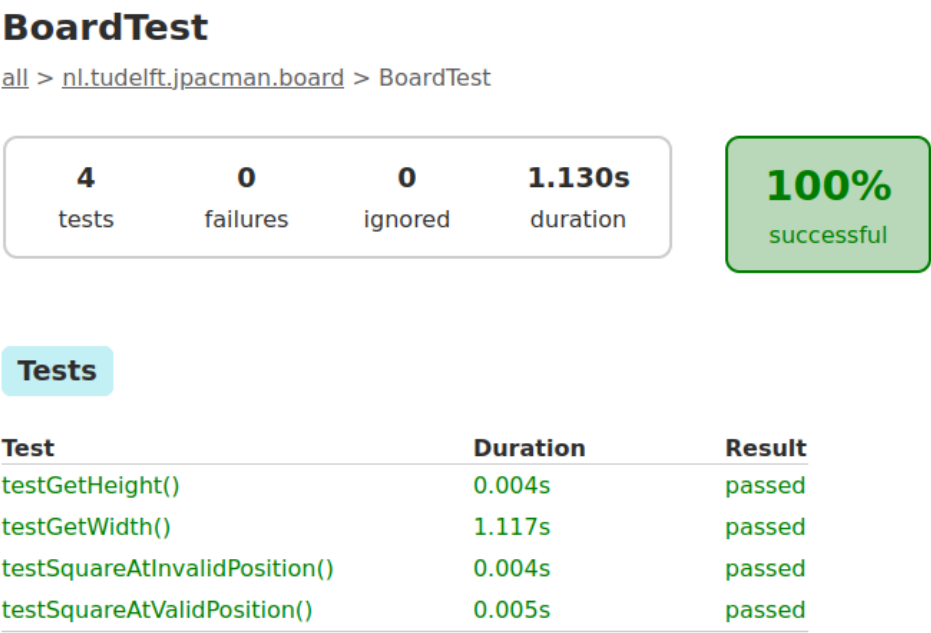 BoardTest
all > nl.tudelft.jpacman.board > BoardTest
4 0 0 1.130s
tests failures ignored duration
100%
successful
Tests
Test Duration Result
testGetHeight() 0.004s passed
testGetWidth() 1.117s passed
testSquareAtInvalidPosition() 0.004s passed
testSquareAtValidPosition() 0.005s passed